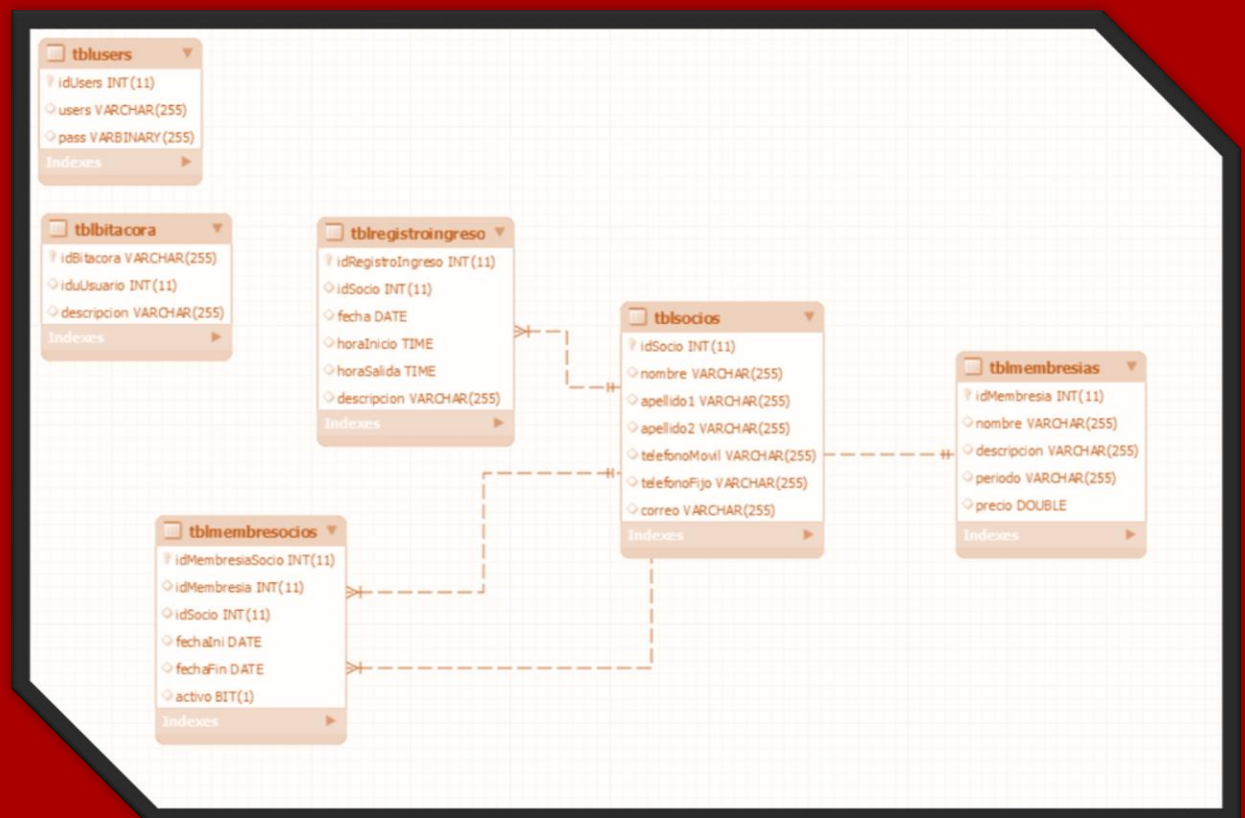 tblusers
idUsers INT(11)
users VARCHAR(255)
pass VARBINARY(255)
Indexes
tblbitacora
idBitacora VARCHAR(255)
iduUsuario INT(11)
descripcion VARCHAR(255)
Indexes
tblregistroingreso
idRegistroIngreso INT(11)
idSocio INT(11)
fecha DATE
horaInicio TIME
horaSalida TIME
descripcion VARCHAR(255)
Indexes
tblsocios
idSocio INT(11)
nombre VARCHAR(255)
apellido1 VARCHAR(255)
apellido2 VARCHAR(255)
telefonoMovil VARCHAR(255)
telefonoFijo VARCHAR(255)
correo VARCHAR(255)
Indexes
tblmembresias
idMembresia INT(11)
nombre VARCHAR(255)
descripcion VARCHAR(255)
periodo VARCHAR(255)
precio DOUBLE
Indexes
tblmembresocios
idMembresiaSocio INT(11)
idMembresia INT(11)
idSocio INT(11)
fechaIni DATE
fechaFin DATE
activo BIT(1)
Indexes